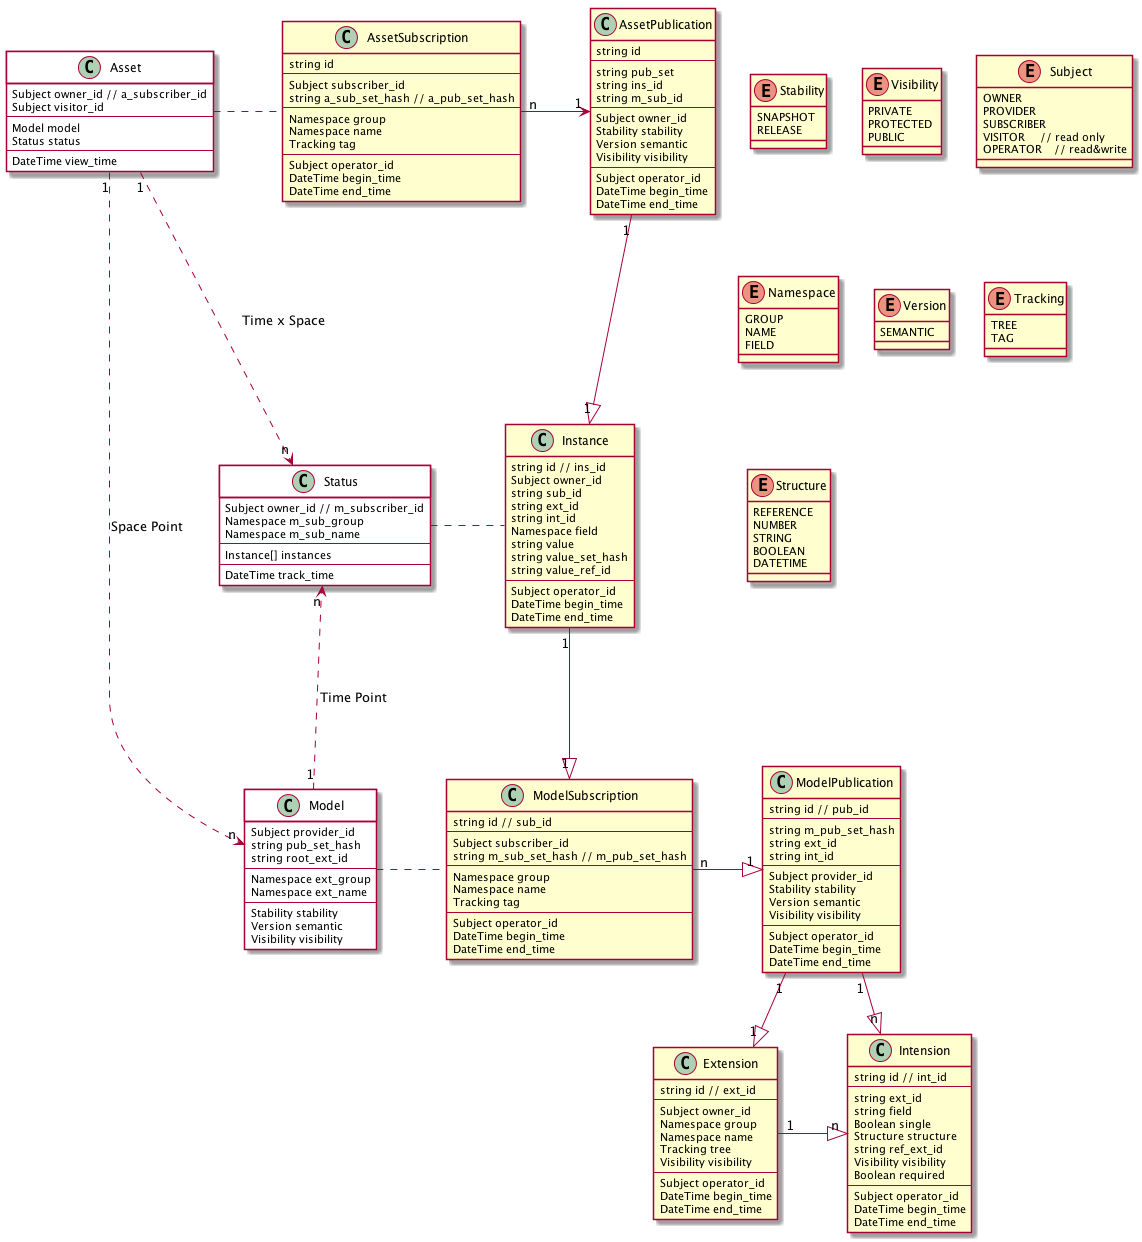 C Asset
Subject owner_id // a_subscriber_id
Subject visitor_id
Model model
Status status
DateTime view_time
C AssetSubscription
string id
Subject subscriber_id
string a_sub_set_hash // a_pub_set_hash
Namespace group
Namespace name
Tracking tag
Subject operator_id
DateTime begin_time
DateTime end_time
n
1
C AssetPublication
string id
string pub_set
string ins_id
string m_sub_id
Subject owner_id
Stability stability
Version semantic
Visibility visibility
Subject operator_id
DateTime begin_time
DateTime end_time
E Stability
SNAPSHOT
RELEASE
E Visibility
PRIVATE
PROTECTED
PUBLIC
E Subject
OWNER
PROVIDER
SUBSCRIBER
VISITOR // read only
OPERATOR // read&write
1
1
1
Time x Space
E Namespace
GROUP
NAME
FIELD
E Version
SEMANTIC
E Tracking
TREE
TAG
n
1
C Status
Subject owner_id // m_subscriber_id
Namespace m_sub_group
Namespace m_sub_name
Instance[] instances
DateTime track_time
C Instance
string id // ins_id
Subject owner_id
string sub_id
string ext_id
string int_id
Namespace field
string value
string value_set_hash
string value_ref_id
Subject operator_id
DateTime begin_time
DateTime end_time
E Structure
REFERENCE
NUMBER
STRING
BOOLEAN
DATETIME
Space Point
n
1
Time Point
1
1
n
C Model
Subject provider_id
string pub_set_hash
string root_ext_id
Namespace ext_group
Namespace ext_name
Stability stability
Version semantic
Visibility visibility
C ModelSubscription
string id // sub_id
Subject subscriber_id
string m_sub_set_hash // m_pub_set_hash
Namespace group
Namespace name
Tracking tag
Subject operator_id
DateTime begin_time
DateTime end_time
n
1
C ModelPublication
string id // pub_id
string m_pub_set_hash
string ext_id
string int_id
Subject provider_id
Stability stability
Version semantic
Visibility visibility
Subject operator_id
DateTime begin_time
DateTime end_time
1
1
1
n
C Extension
string id // ext_id
Subject owner_id
Namespace group
Namespace name
Tracking tree
Visibility visibility
Subject operator_id
DateTime begin_time
DateTime end_time
1
n
C Intension
string id // int_id
string ext_id
string field
Boolean single
Structure structure
string ref_ext_id
Visibility visibility
Boolean required
Subject operator_id
DateTime begin_time
DateTime end_time